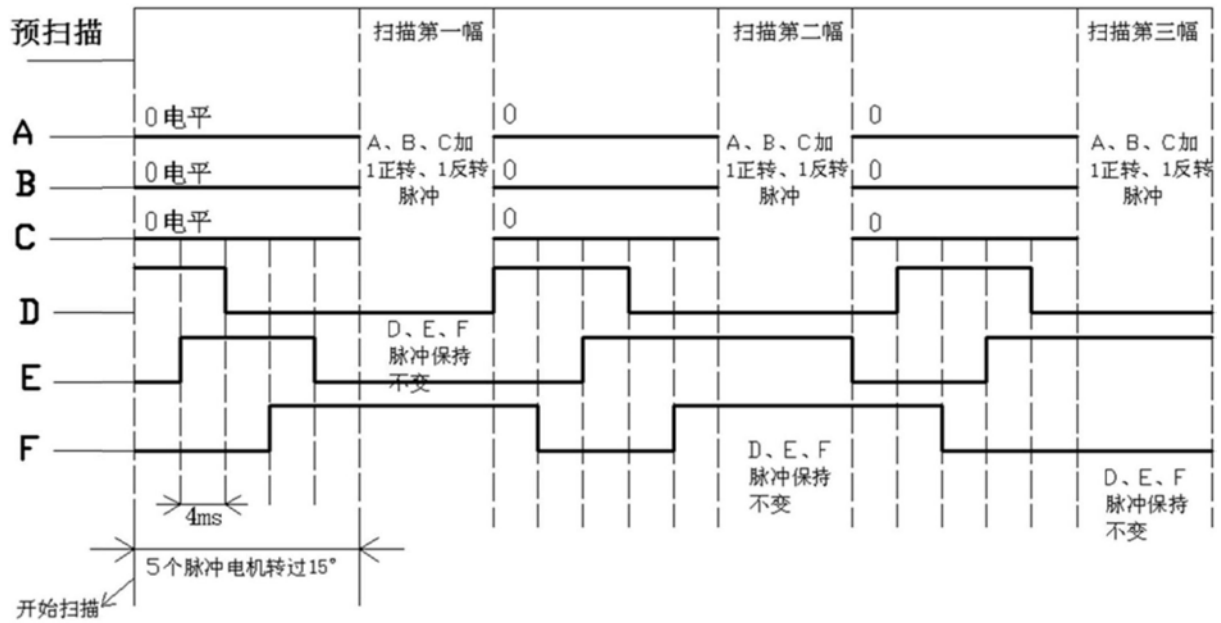 预扫描
扫描第一幅
扫描第二幅
扫描第三幅
A
0电平
0
0
B
0电平
0
0
A、B、C加
1正转、1反转
脉冲
A、B、C加
1正转、1反转
脉冲
A、B、C加
1正转、1反转
脉冲
C
0电平
0
0
D
D、E、F
脉冲保持
不变
E
F
D、E、F
脉冲保持
不变
D、E、F
脉冲保持
不变
4ms
5个脉冲电机转过15°
开始扫描